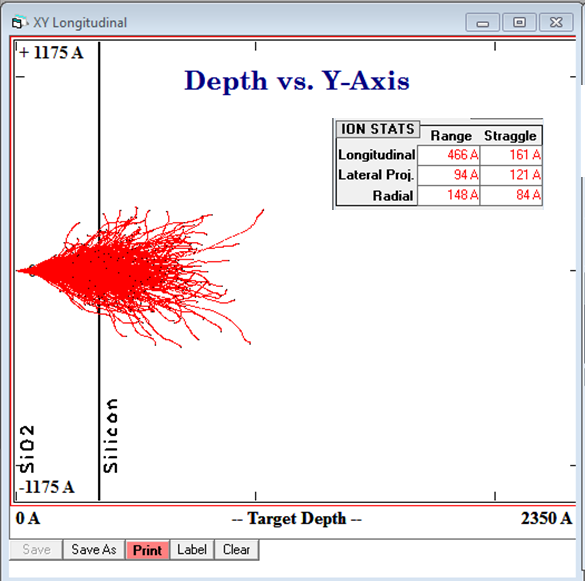 XY Longitudinal
+ 1175 A
Depth vs. Y-Axis
ION STATS Range Straggle
Longitudinal 466 A 161 A
Lateral Proj. 94 A 121 A
Radial 148 A 84 A
SiO2
Silicon
-1175 A
0 A -- Target Depth -- 2350 A
Save Save As Print Label Clear